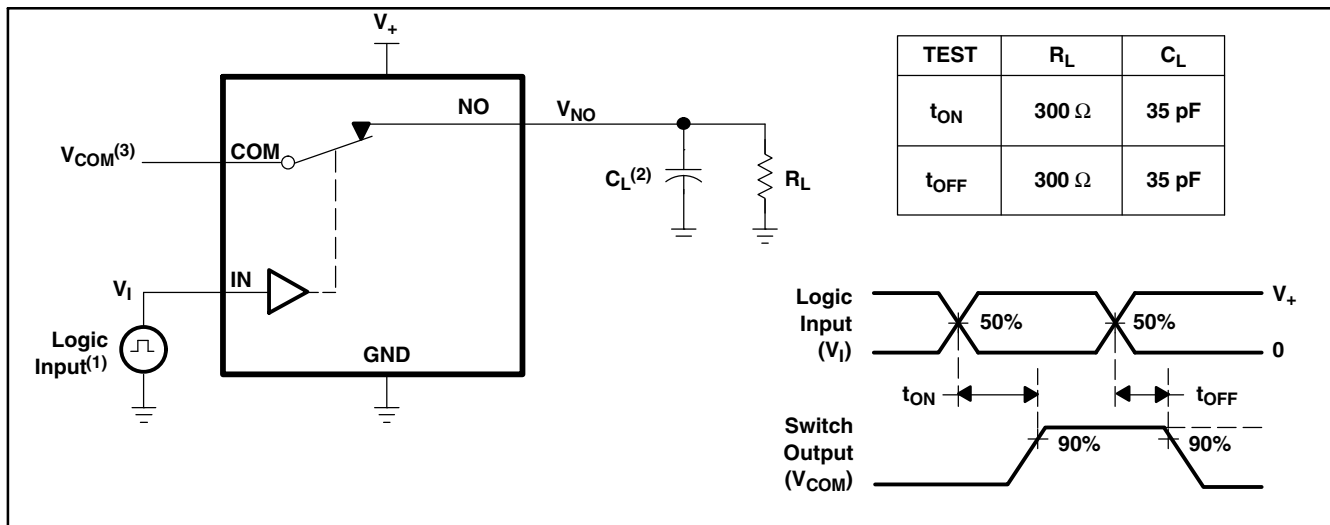 V+
NO
VNO
VCOM(3)
COM
CL(2)
RL
VI
IN
Logic
Input(1)
GND
TEST RL CL
tON 300 Ω 35 pF
tOFF 300 Ω 35 pF
Logic
Input
(VI)
50%
50%
V+
0
tON
tOFF
Switch
Output
(VCOM)
90%
90%